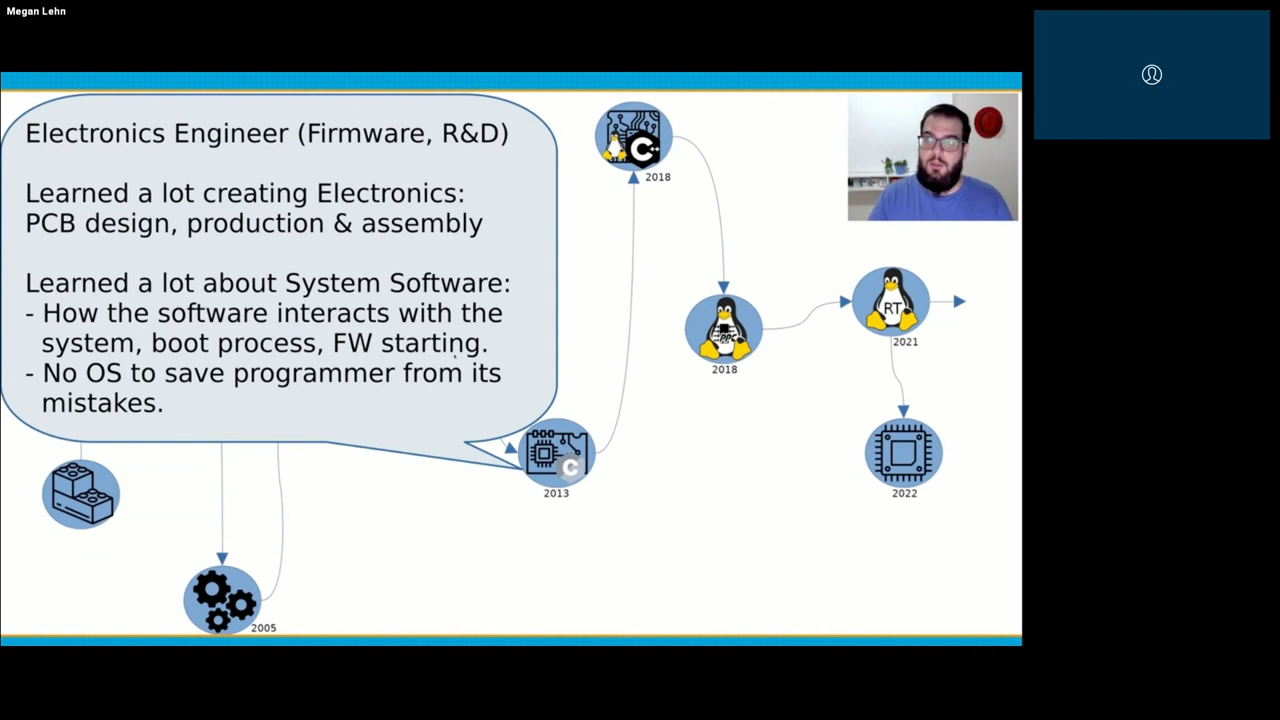 Megan Lehn
Electronics Engineer (Firmware, R&D)
Learned a lot creating Electronics:
PCB design, production & assembly
Learned a lot about System Software:
- How the software interacts with the
system, boot process, FW starting.
- No OS to save programmer from its
mistakes.
C++
2018
PPC
2018
RT
2021
C
2013
2022
2005